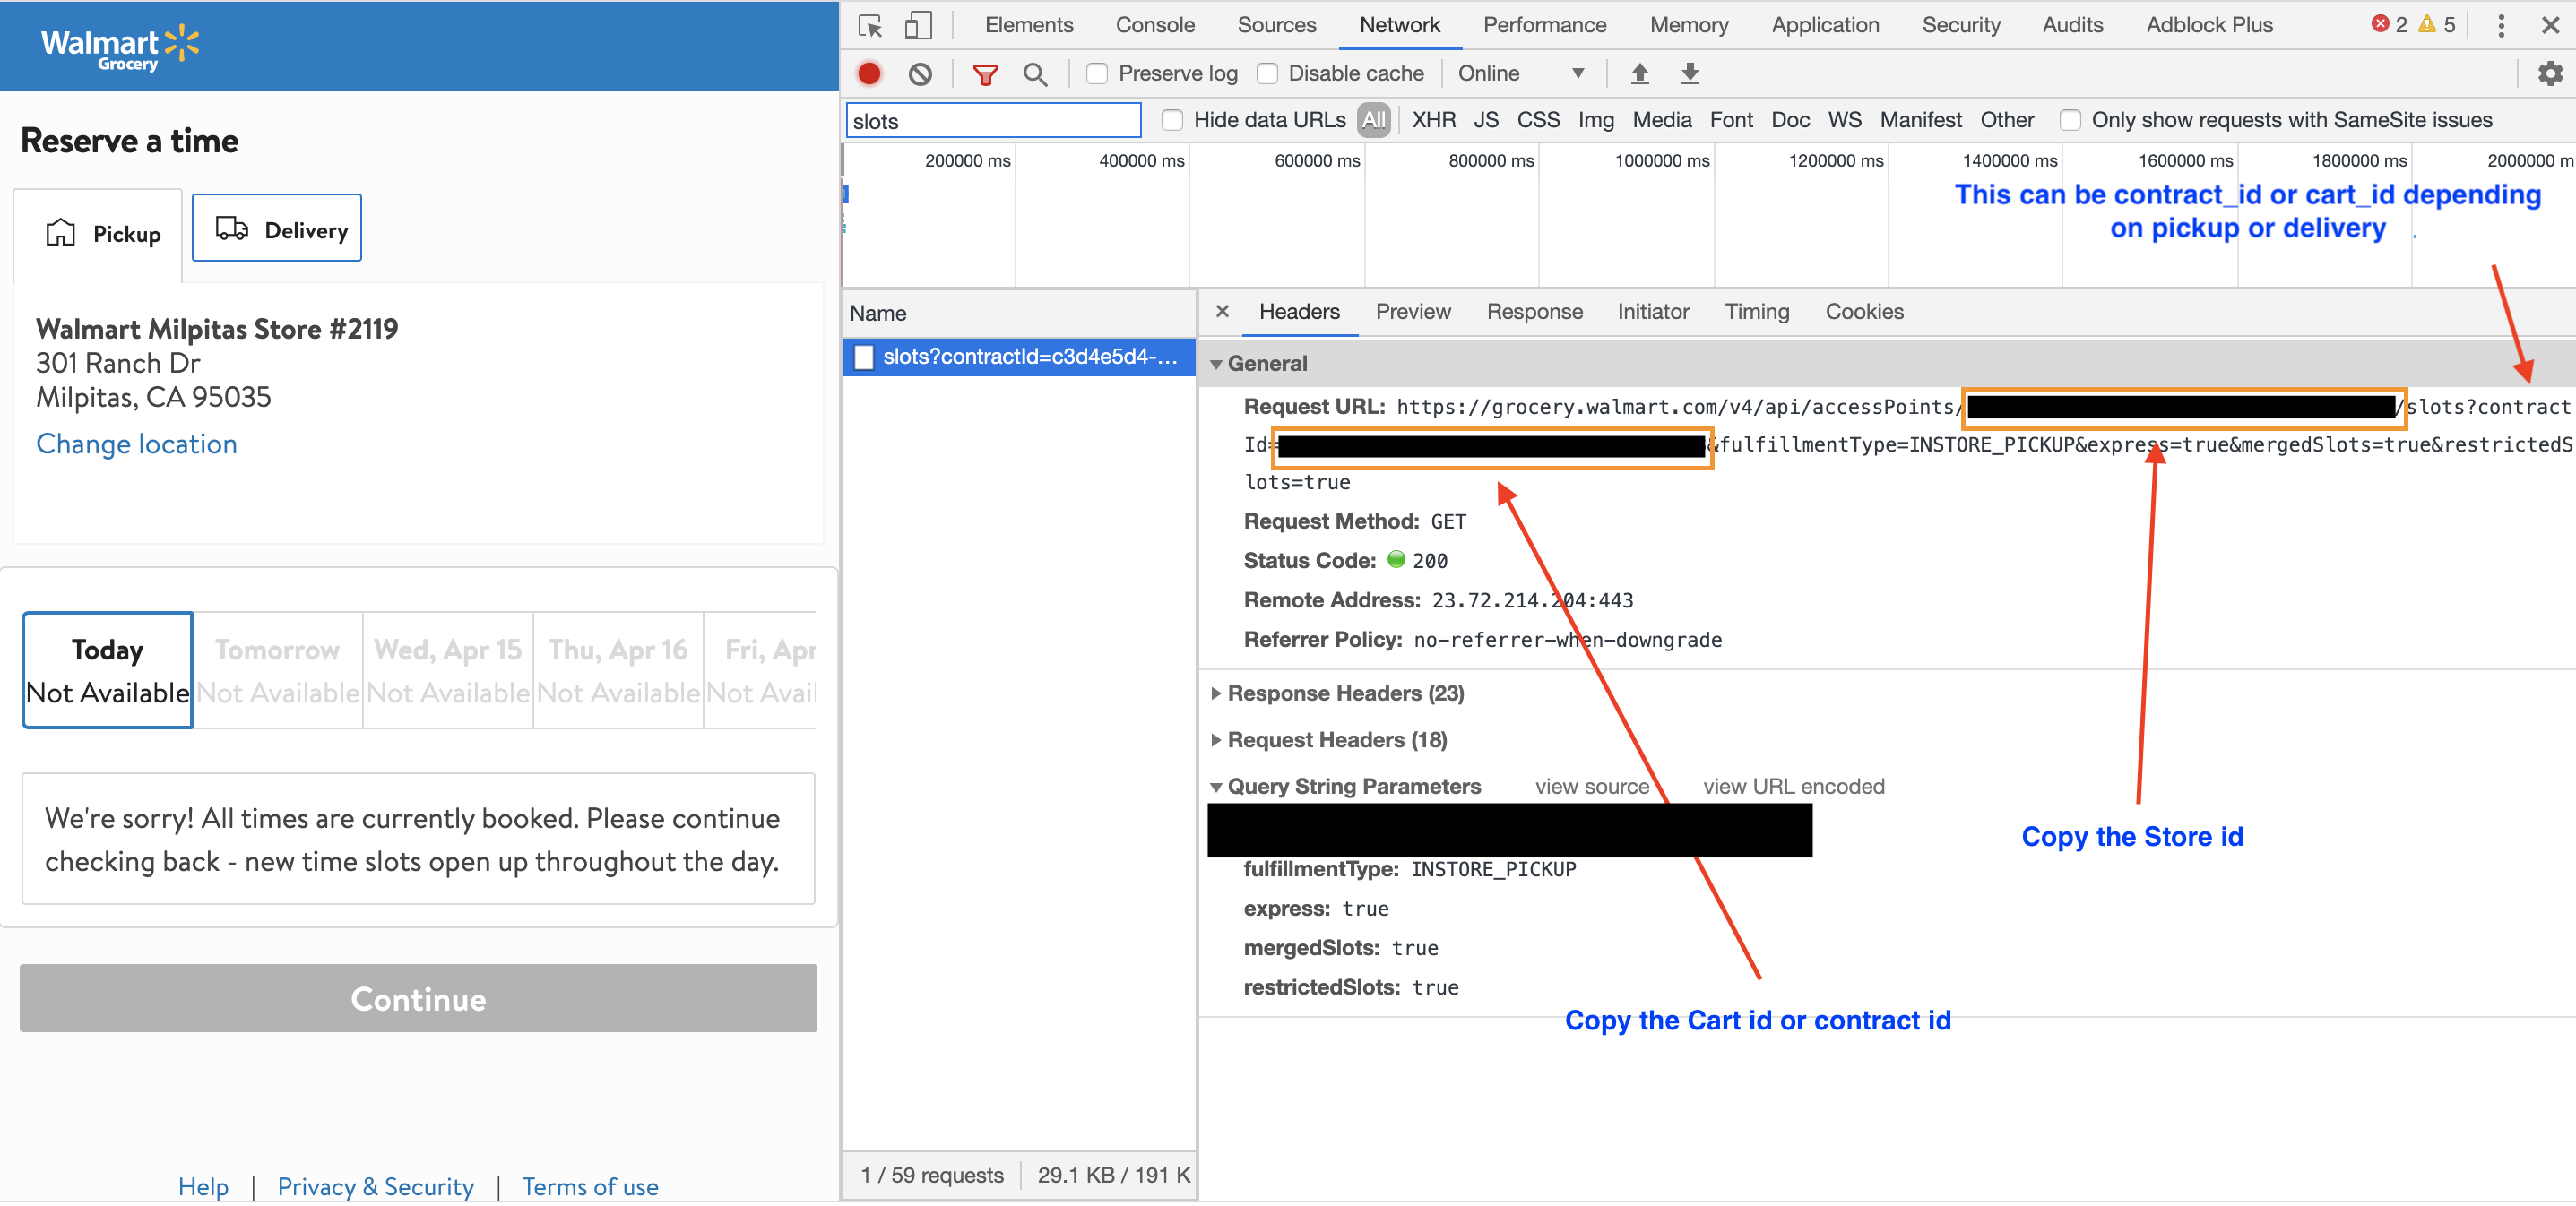 Walmart
Grocery
Reserve a time
Pickup
Delivery
Walmart Milpitas Store #2119
301 Ranch Dr
Milpitas, CA 95035
Change location
Today
Not Available
Tomorrow
Not Available
Wed, Apr 15
Not Available
Thu, Apr 16
Not Available
Fri, Apr
Not Avail
We're sorry! All times are currently booked. Please continue
checking back - new time slots open up throughout the day.
Continue
Help | Privacy & Security | Terms of use
Elements Console Sources Network Performance Memory Application Security Audits Adblock Plus 2 5
Preserve log Disable cache Online
slots Hide data URLs All XHR JS CSS Img Media Font Doc WS Manifest Other Only show requests with SameSite issues
200000 ms 400000 ms 600000 ms 800000 ms 1000000 ms 1200000 ms 1400000 ms 1600000 ms 1800000 ms 2000000 m
This can be contract_id or cart_id depending
on pickup or delivery
Name
slots?contractId=c3d4e5d4-...
1 / 59 requests 29.1 KB / 191 K
Headers Preview Response Initiator Timing Cookies
General
Request URL: https://grocery.walmart.com/v4/api/accessPoints/ /slots?contract
Id= &fulfillmentType=INSTORE_PICKUP&express=true&mergedSlots=true&restrictedS
lots=true
Request Method: GET
Status Code: 200
Remote Address: 23.72.214.204:443
Referrer Policy: no-referrer-when-downgrade
Response Headers (23)
Request Headers (18)
Query String Parameters view source view URL encoded
fulfillmentType: INSTORE_PICKUP
express: true
mergedSlots: true
restrictedSlots: true
Copy the Store id
Copy the Cart id or contract id